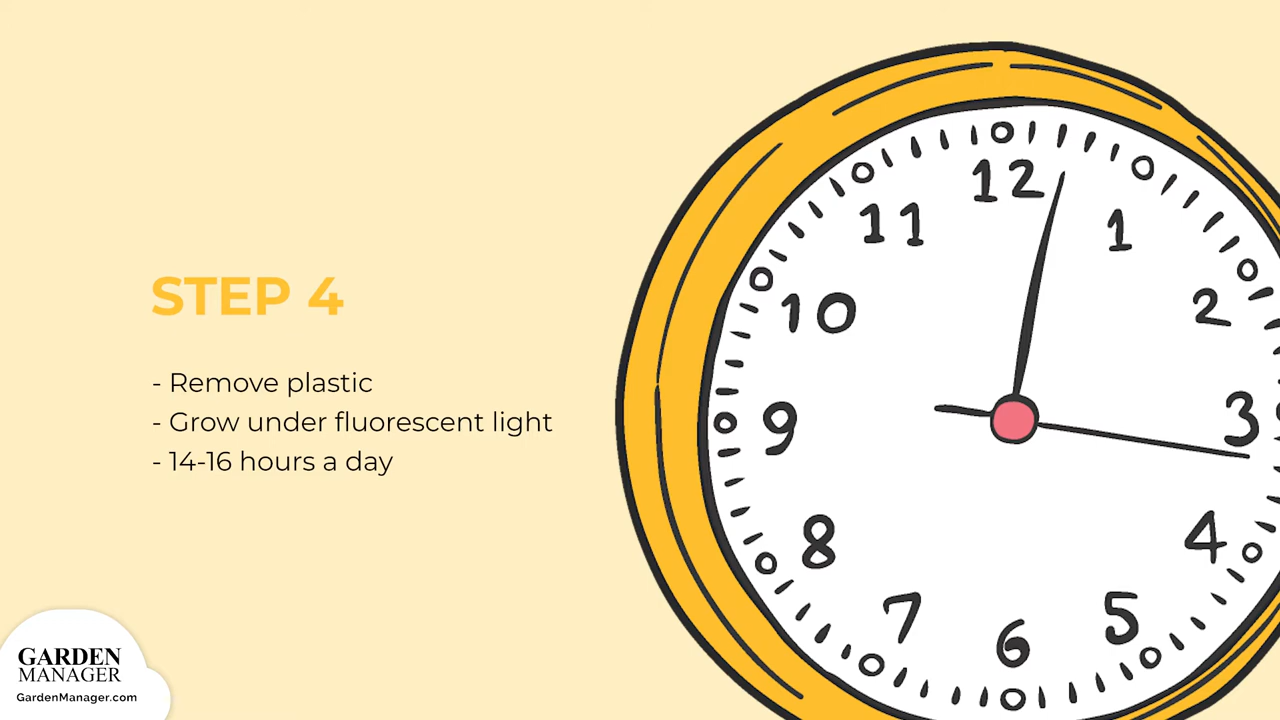 STEP 4
- Remove plastic
- Grow under fluorescent light
- 14-16 hours a day
12
1
2
3
4
5
6
7
8
9
10
11
GARDEN
MANAGER
GardenManager.com